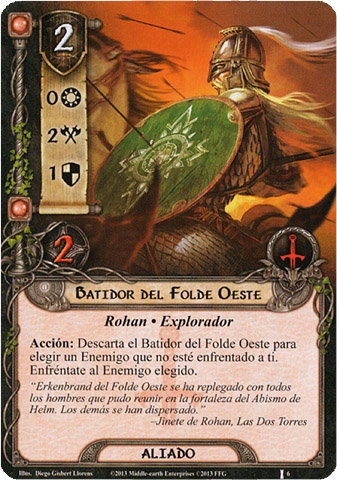 2
0
2
1
2
Batidor del Folde Oeste
Rohan • Explorador
Acción: Descarta el Batidor del Folde Oeste para
elegir un Enemigo que no esté enfrentado a ti.
Enfréntate al Enemigo elegido.
“Erkenbrand del Folde Oeste se ha replegado con todos
los hombres que pudo reunir en la fortaleza del Abismo de
Helm. Los demás se han dispersado.”
–Jinete de Rohan, Las Dos Torres
ALIADO
Illus. Diego Gisbert Llorens ©2013 Middle-earth Enterprises ©2013 FFG 6